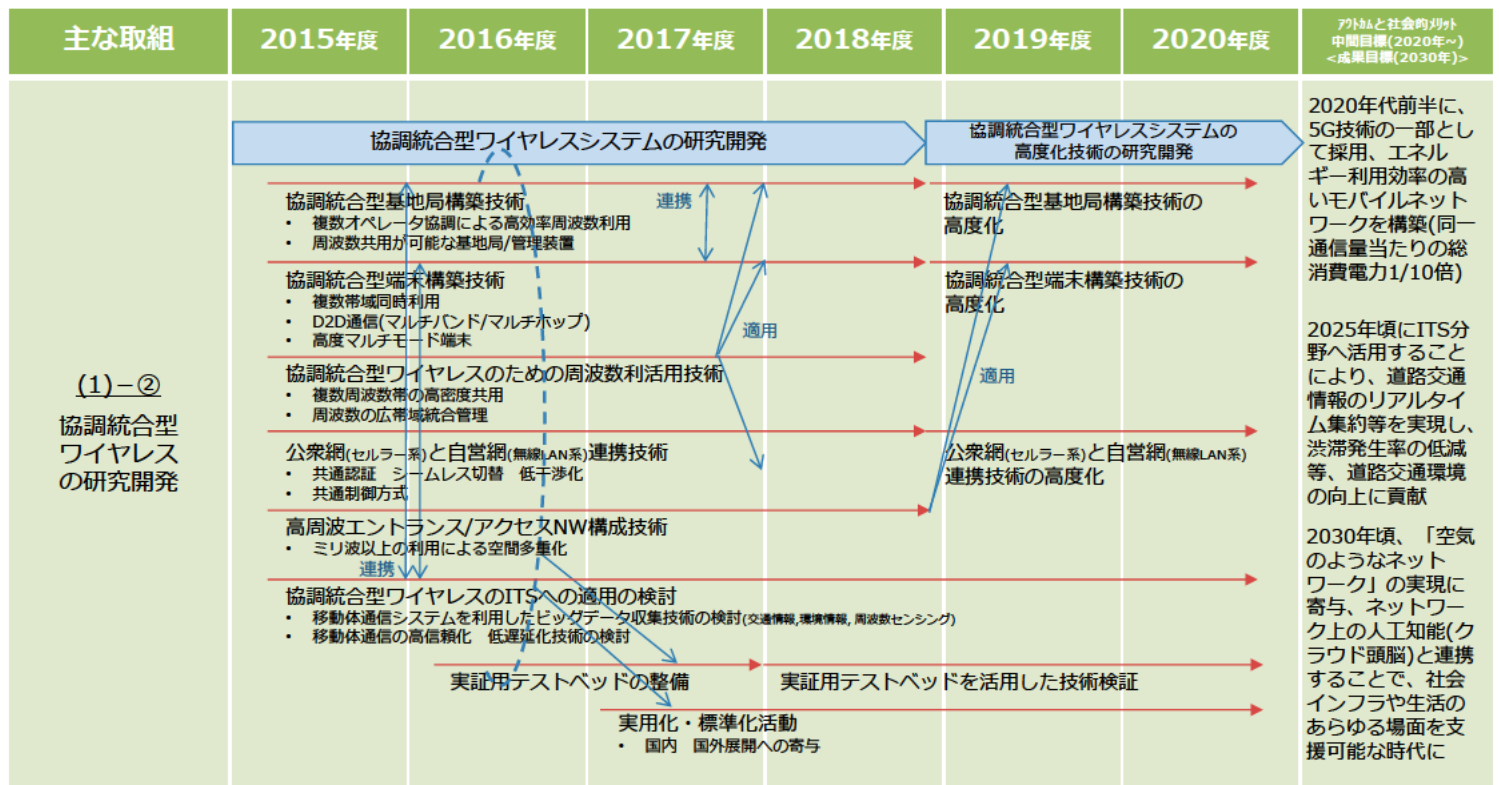 主な取組
2015年度
2016年度
2017年度
2018年度
2019年度
2020年度
アウトカムと社会的メリット
中間目標(2020年~)
<成果目標(2030年)>
(1)－②
協調統合型
ワイヤレス
の研究開発
協調統合型ワイヤレスシステムの研究開発
協調統合型ワイヤレスシステムの
高度化技術の研究開発
協調統合型基地局構築技術
• 複数オペレータ協調による高効率周波数利用
• 周波数共用が可能な基地局/管理装置
連携
協調統合型基地局構築技術の
高度化
協調統合型端末構築技術
• 複数帯域同時利用
• D2D通信(マルチバンド/マルチホップ)
• 高度マルチモード端末
適用
協調統合型端末構築技術の
高度化
協調統合型ワイヤレスのための周波数利活用技術
• 複数周波数帯の高密度共用
• 周波数の広帯域統合管理
適用
公衆網(セルラー系)と自営網(無線LAN系)連携技術
• 共通認証　シームレス切替　低干渉化
• 共通制御方式
公衆網(セルラー系)と自営網(無線LAN系)
連携技術の高度化
高周波エントランス/アクセスNW構成技術
• ミリ波以上の利用による空間多重化
連携
協調統合型ワイヤレスのITSへの適用の検討
• 移動体通信システムを利用したビッグデータ収集技術の検討(交通情報,環境情報, 周波数センシング)
• 移動体通信の高信頼化　低遅延化技術の検討
実証用テストベッドの整備
実証用テストベッドを活用した技術検証
実用化・標準化活動
• 国内　国外展開への寄与
2020年代前半に、
5G技術の一部とし
て採用、エネル
ギー利用効率の高
いモバイルネット
ワークを構築(同一
通信量当たりの総
消費電力1/10倍)
2025年頃にITS分
野へ活用すること
により、道路交通
情報のリアルタイ
ム集約等を実現し、
渋滞発生率の低減
等、道路交通環境
の向上に貢献
2030年頃、「空気
のようなネット
ワーク」の実現に
寄与、ネットワー
ク上の人工知能(ク
ラウド頭脳)と連携
することで、社会
インフラや生活の
あらゆる場面を支
援可能な時代に